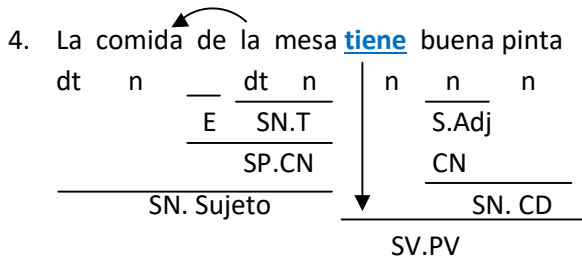 4. La comida de la mesa tiene buena pinta
dt n dt n n n n
E SN.T S.Adj
SP.CN CN
SN. Sujeto SN. CD
SV.PV